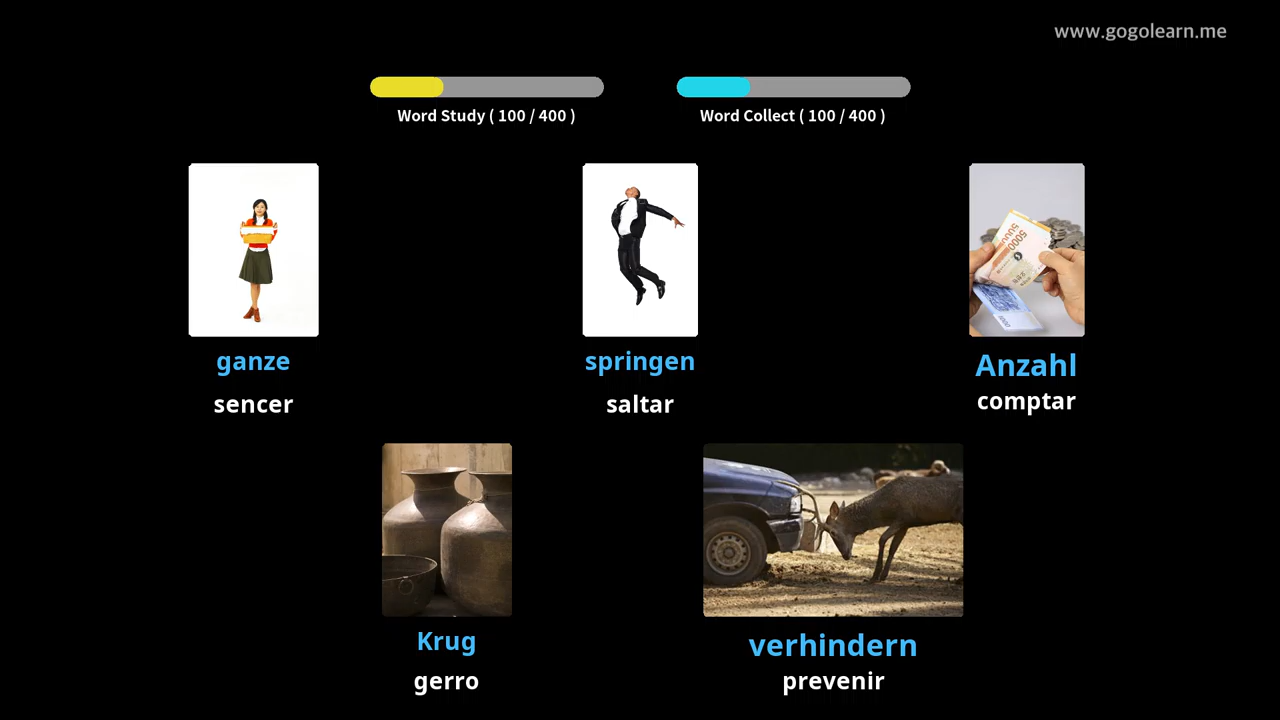 www.gogolearn.me
Word Study ( 100 / 400 )
Word Collect ( 100 / 400 )
ganze
sencer
springen
saltar
Anzahl
comptar
Krug
gerro
verhindern
prevenir